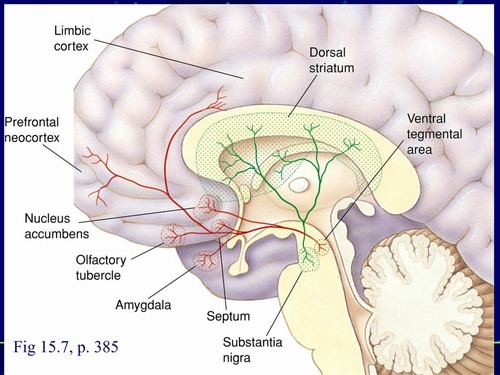 Limbic
cortex
Dorsal
striatum
Prefrontal
neocortex
Ventral
tegmental
area
Nucleus
accumbens
Olfactory
tubercle
Amygdala
Septum
Substantia
nigra
Fig 15.7, p. 385